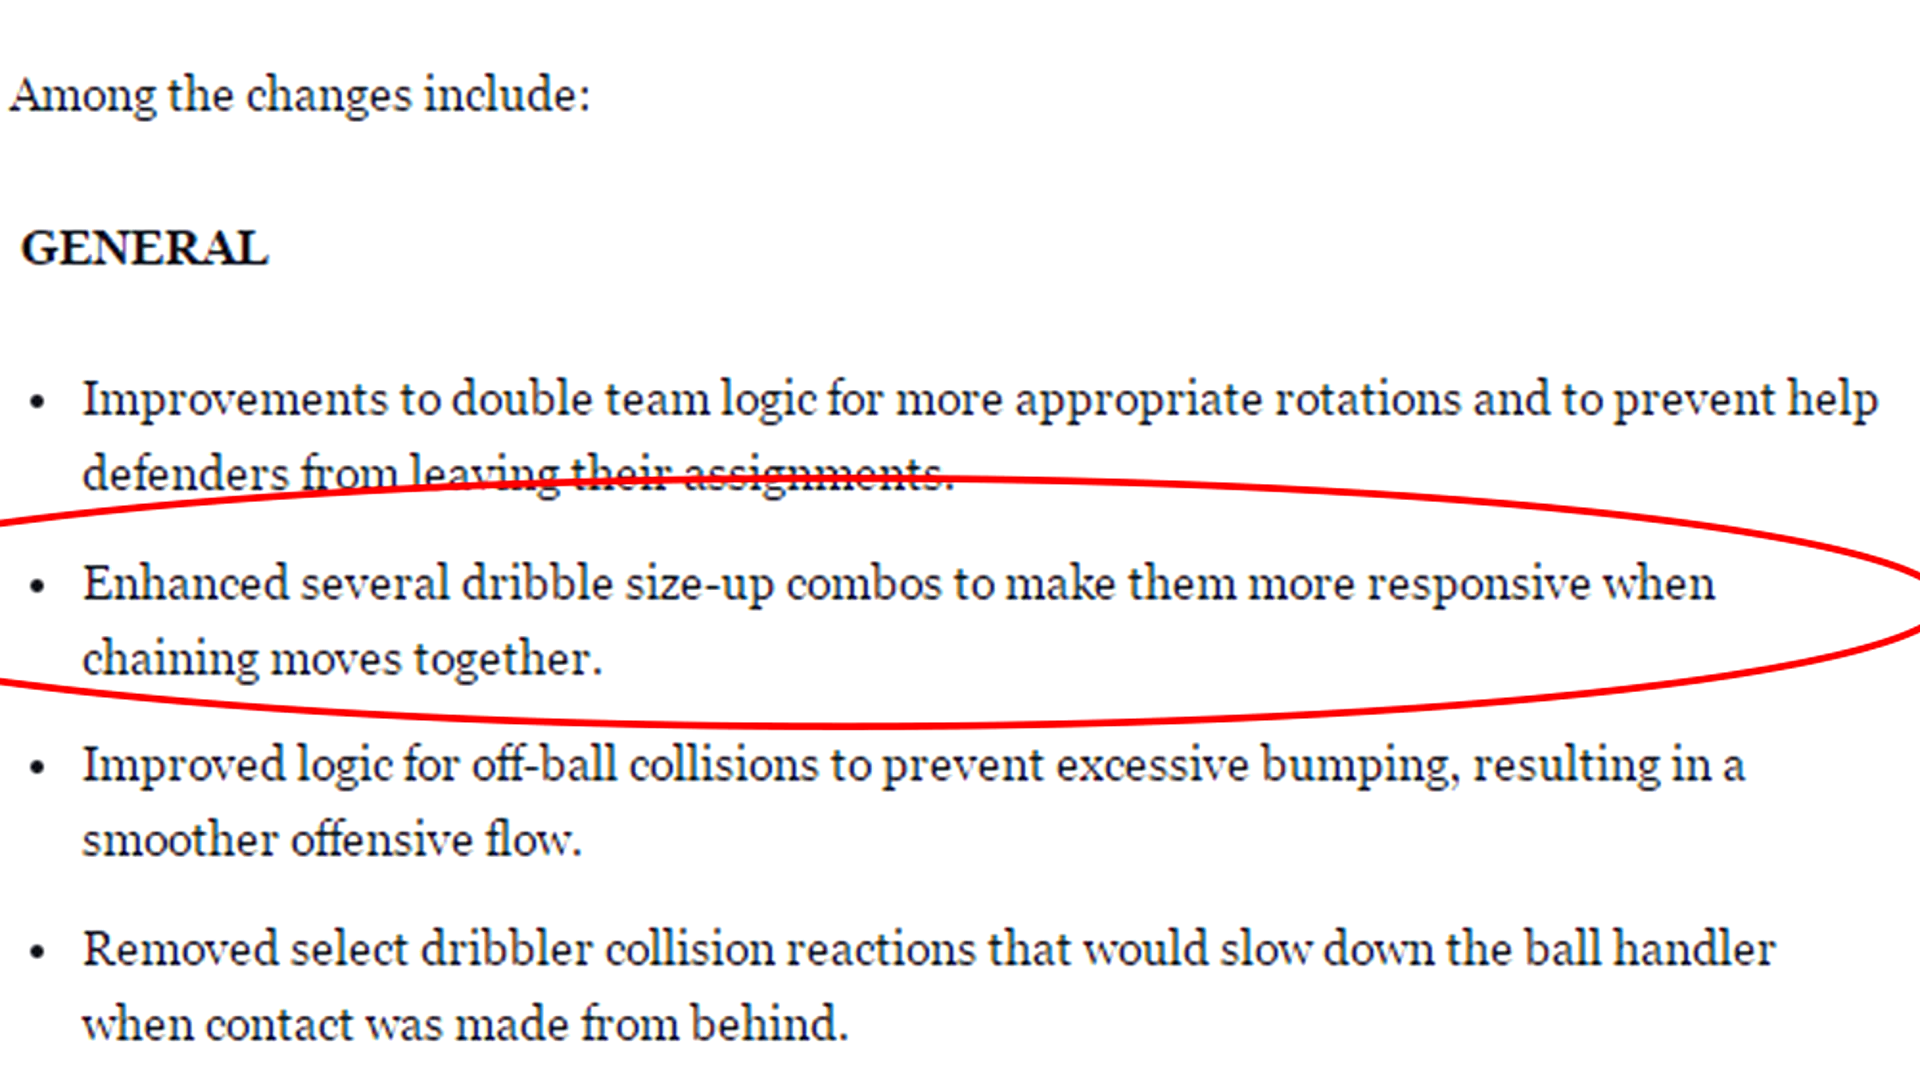 Among the changes include:
GENERAL
• Improvements to double team logic for more appropriate rotations and to prevent help
defenders from leaving their assignments.
• Enhanced several dribble size-up combos to make them more responsive when
chaining moves together.
• Improved logic for off-ball collisions to prevent excessive bumping, resulting in a
smoother offensive flow.
• Removed select dribbler collision reactions that would slow down the ball handler
when contact was made from behind.